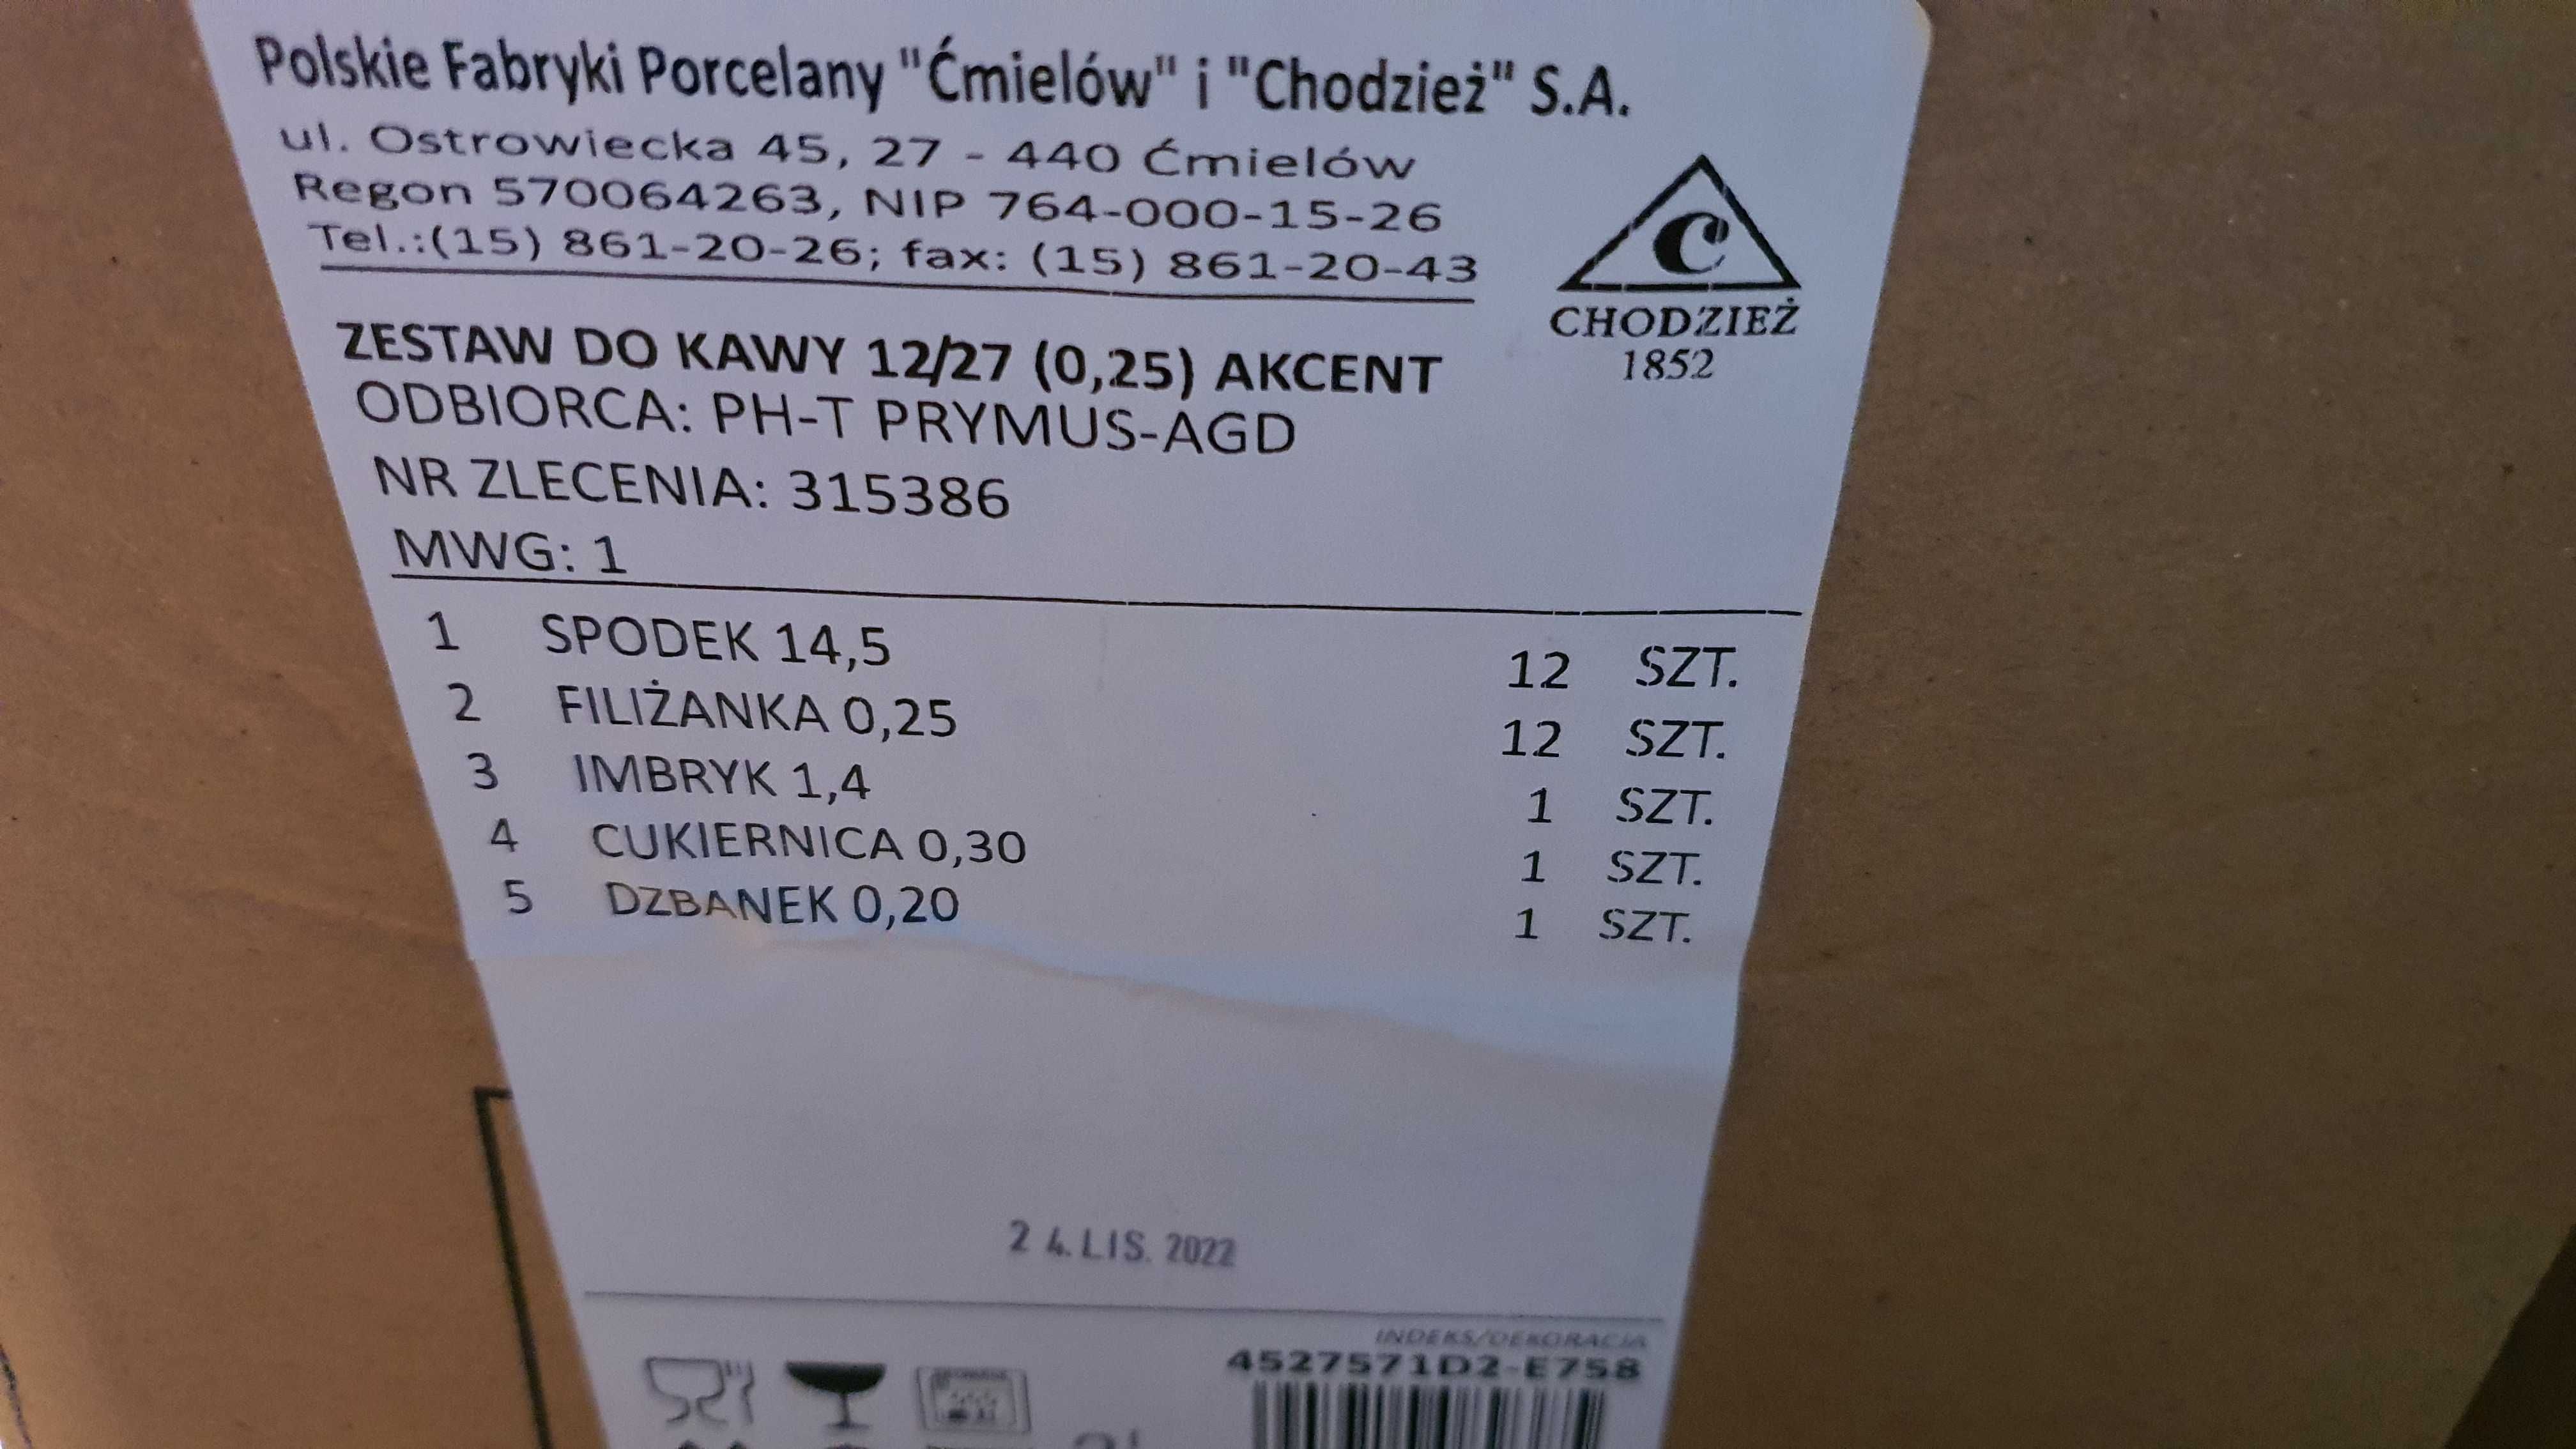 Polskie Fabryki Porcelany "Ćmielów" i "Chodzież" S.A.
ul. Ostrowiecka 45, 27 - 440 Ćmielów
Regon 570064263, NIP 764-000-15-26
Tel.:(15) 861-20-26; fax: (15) 861-20-43
C
CHODZIEŻ
1852
ZESTAW DO KAWY 12/27 (0,25) AKCENT
ODBIORCA: PH-T PRYMUS-AGD
NR ZLECENIA: 315386
MWG: 1
1 SPODEK 14,5 12 SZT.
2 FILIŻANKA 0,25 12 SZT.
3 IMBRYK 1,4 1 SZT.
4 CUKIERNICA 0,30 1 SZT.
5 DZBANEK 0,20 1 SZT.
2 4. LIS. 2022
INDEKS/DEKORACJA
4527571D2-E758